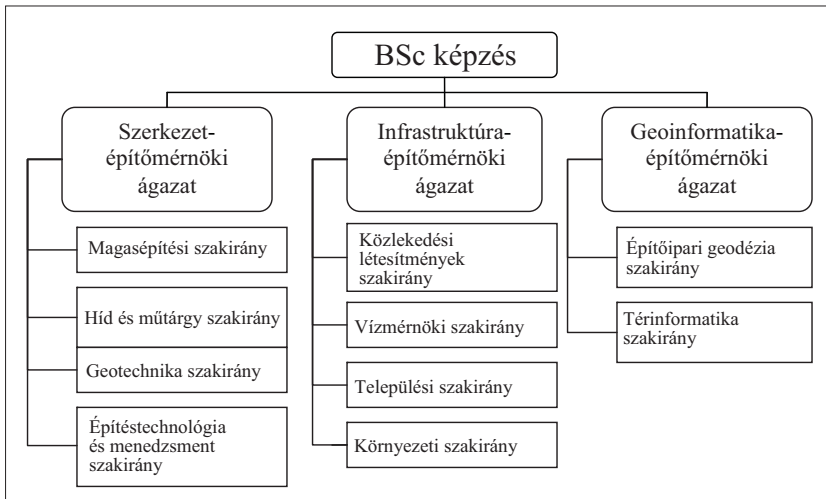 BSc képzés
Szerkezet-
építőmérnöki
ágazat
Magasépítési szakirány
Híd és műtárgy szakirány
Geotechnika szakirány
Építéstechnológia
és menedzsment
szakirány
Infrastruktúra-
építőmérnöki
ágazat
Közlekedési
létesítmények
szakirány
Vízmérnöki szakirány
Települési szakirány
Környezeti szakirány
Geoinformatika-
építőmérnöki
ágazat
Építőipari geodézia
szakirány
Térinformatika
szakirány